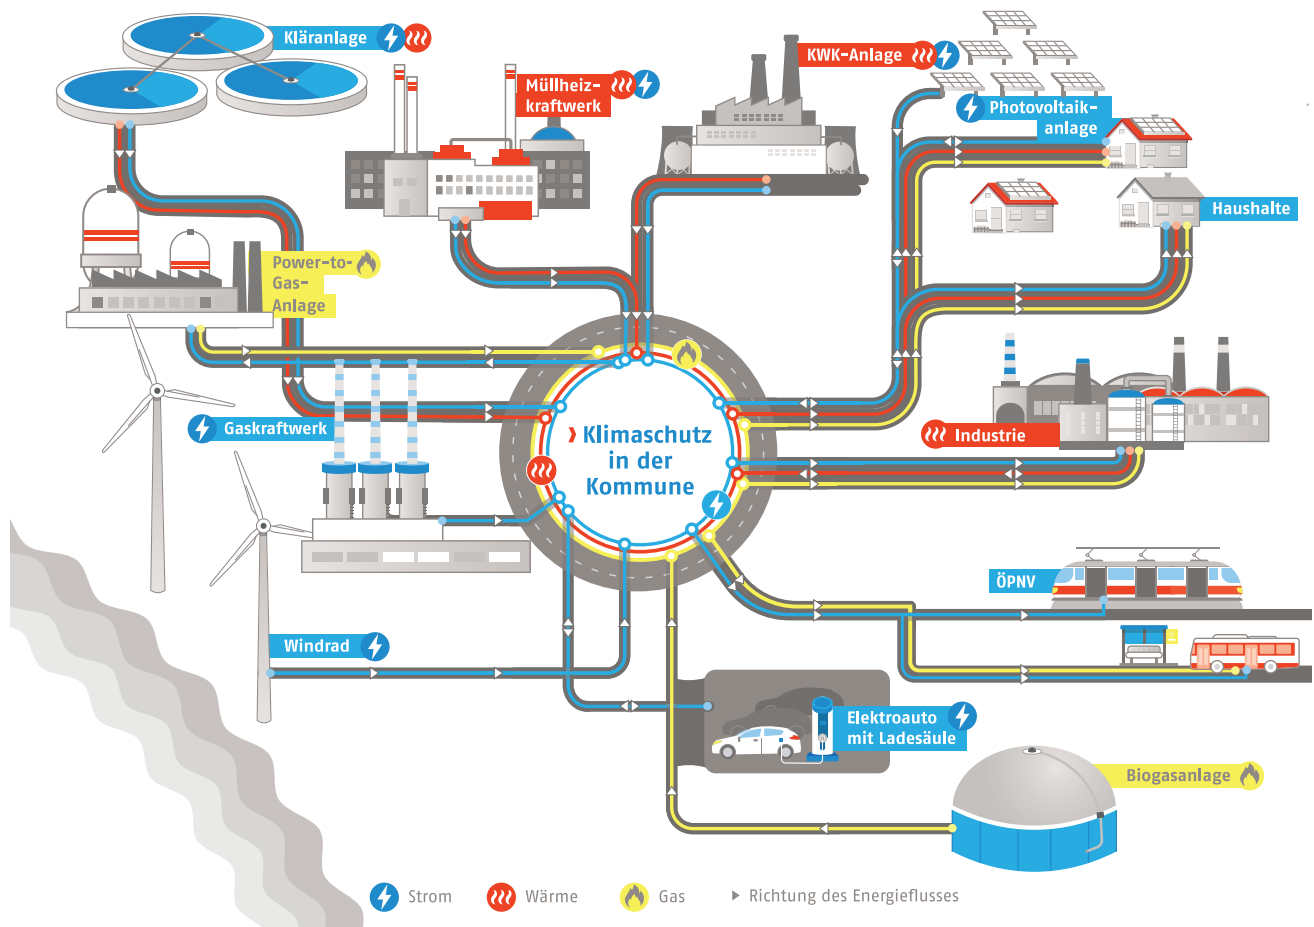 Kläranlage
Müllheiz-
kraftwerk
KWK-Anlage
Photovoltaik-
anlage
Haushalte
Power-to-
Gas-
Anlage
Gaskraftwerk
Klimaschutz
in der
Kommune
Industrie
ÖPNV
Windrad
Elektroauto
mit Ladesäule
Biogasanlage
Strom
Wärme
Gas
Richtung des Energieflusses